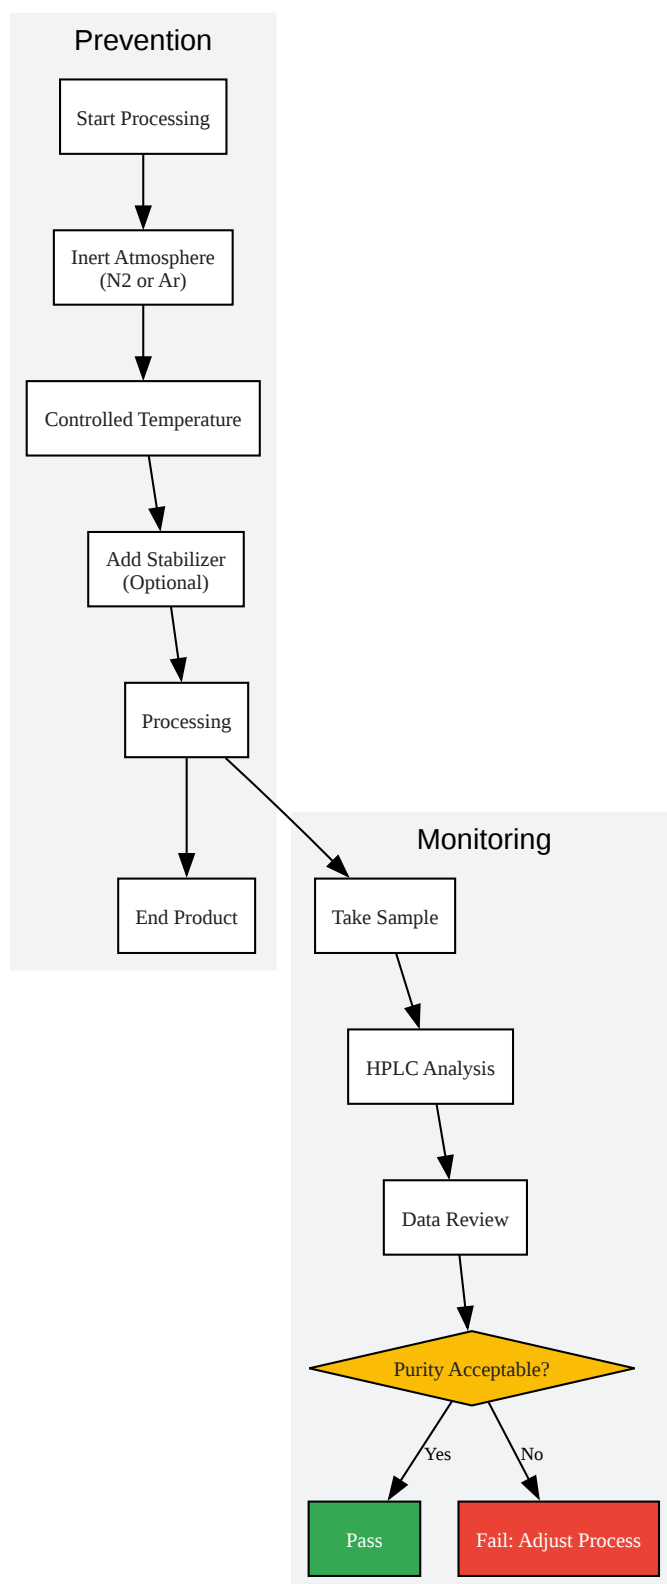 Prevention
Start Processing
Inert Atmosphere
(N2 or Ar)
Controlled Temperature
Add Stabilizer
(Optional)
Processing
End Product
Monitoring
Take Sample
HPLC Analysis
Data Review
Purity Acceptable?
Yes
No
Pass
Fail: Adjust Process